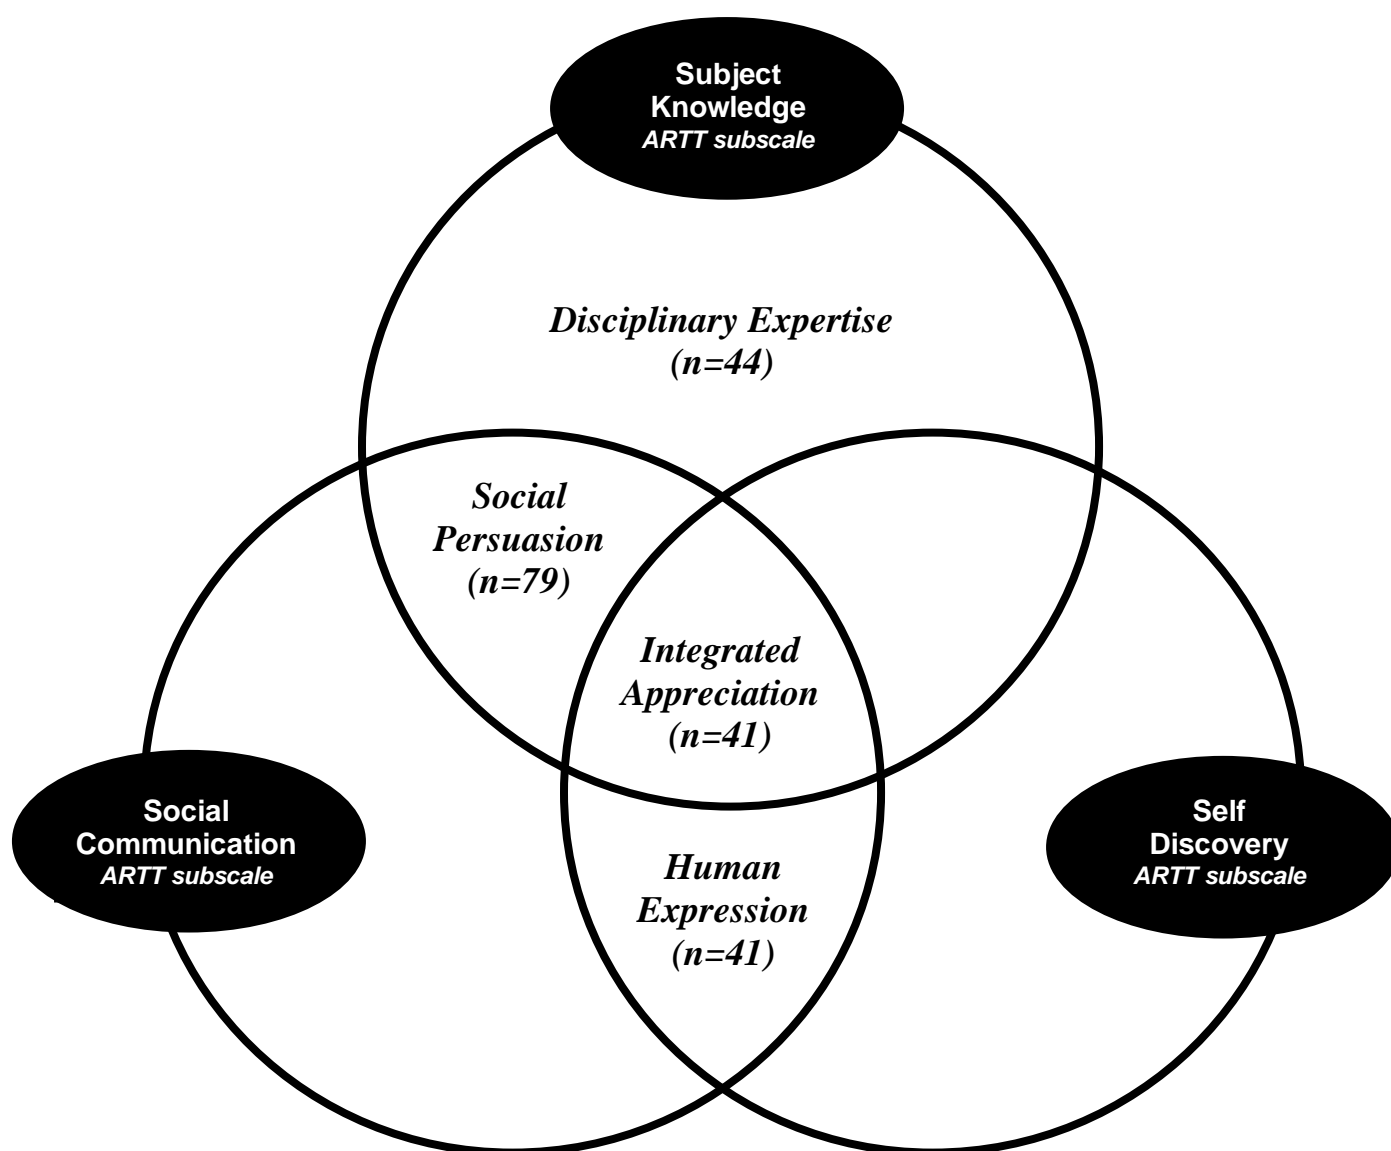 Subject
Knowledge
ARTT subscale
Disciplinary Expertise
(n=44)
Social
Persuasion
(n=79)
Integrated
Appreciation
(n=41)
Social
Communication
ARTT subscale
Self
Discovery
ARTT subscale
Human
Expression
(n=41)